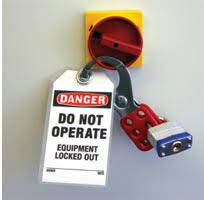 DANGER
DO NOT
OPERATE
EQUIPMENT
LOCKED OUT